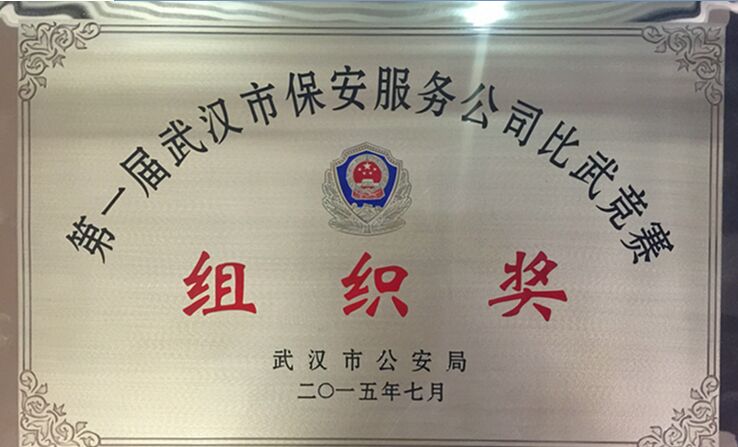 第一届武汉市保安服务公司比武竞赛
组织奖
武汉市公安局
二〇一五年七月